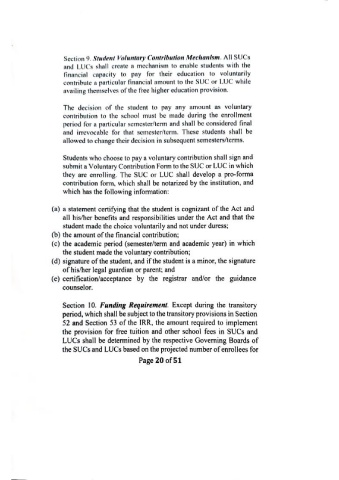 Section 9. Student Voluntary Contribution Mechanism. All SUCs
and LUCs shall create a mechanism to enable students with the
financial capacity to pay for their education to voluntarily
contribute a particular financial amount to the SUC or LUC while
availing themselves of the free higher education provision.
The decision of the student to pay any amount as voluntary
contribution to the school must be made during the enrollment
period for a particular semester/term and shall be considered final
and irrevocable for that semester/term. These students shall be
allowed to change their decision in subsequent semesters/terms.
Students who choose to pay a voluntary contribution shall sign and
submit a Voluntary Contribution Form to the SUC or LUC in which
they are enrolling. The SUC or LUC shall develop a pro-forma
contribution form, which shall be notarized by the institution, and
which has the following information:
(a) a statement certifying that the student is cognizant of the Act and
all his/her benefits and responsibilities under the Act and that the
student made the choice voluntarily and not under duress;
(b) the amount of the financial contribution;
(c) the academic period (semester/term and academic year) in which
the student made the voluntary contribution;
(d) signature of the student, and if the student is a minor, the signature
of his/her legal guardian or parent; and
(e) certification/acceptance by the registrar and/or the guidance
counselor.
Section 10. Funding Requirement. Except during the transitory
period, which shall be subject to the transitory provisions in Section
52 and Section 53 of the IRR, the amount required to implement
the provision for free tuition and other school fees in SUCs and
LUCs shall be determined by the respective Governing Boards of
the SUCs and LUCs based on the projected number of enrollees for
Page 20 of 51